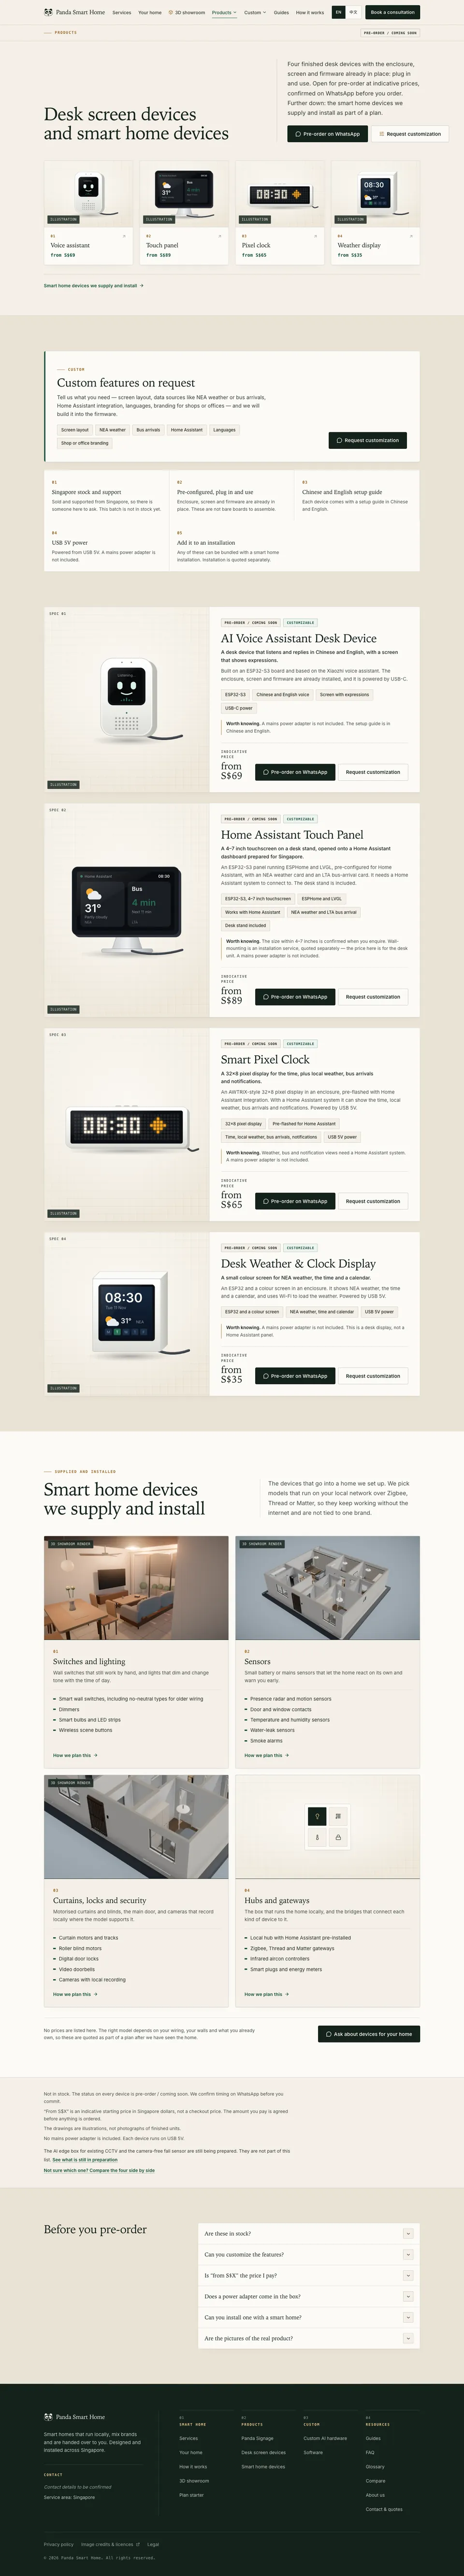 Panda Smart Home Services Your home 3D showroom Products Custom Guides How it works EN 中文 Book a consultation
PRODUCTS
PRE-ORDER / COMING SOON
Desk screen devices
and smart home devices
Four finished desk devices with the enclosure,
screen and firmware already in place: plug in
and use. Open for pre-order at indicative prices,
confirmed on WhatsApp before you order.
Further down: the smart home devices we
supply and install as part of a plan.
Pre-order on WhatsApp
Request customization
ILLUSTRATION
01
Voice assistant
from S$69
ILLUSTRATION
02
Touch panel
from S$89
ILLUSTRATION
03
Pixel clock
from S$65
ILLUSTRATION
04
Weather display
from S$35
Smart home devices we supply and install →
CUSTOM
Custom features on request
Tell us what you need — screen layout, data sources like NEA weather or bus arrivals,
Home Assistant integration, languages, branding for shops or offices — and we will
build it into the firmware.
Screen layout
NEA weather
Bus arrivals
Home Assistant
Languages
Shop or office branding
Request customization
01
Singapore stock and support
Sold and supported from Singapore, so there is
someone here to ask. This batch is not in stock yet.
02
Pre-configured, plug in and use
Enclosure, screen and firmware are already in
place. These are not bare boards to assemble.
03
Chinese and English setup guide
Each device comes with a setup guide in Chinese
and English.
04
USB 5V power
Powered from USB 5V. A mains power adapter is
not included.
05
Add it to an installation
Any of these can be bundled with a smart home
installation. Installation is quoted separately.
SPEC 01
ILLUSTRATION
PRE-ORDER / COMING SOON
CUSTOMIZABLE
AI Voice Assistant Desk Device
A desk device that listens and replies in Chinese and English, with a screen
that shows expressions.
Built on an ESP32-S3 board and based on the Xiaozhi voice assistant. The
enclosure, screen and firmware are already installed, and it is powered by USB-C.
ESP32-S3
Chinese and English voice
Screen with expressions
USB-C power
Worth knowing. A mains power adapter is not included. The setup guide is in
Chinese and English.
INDICATIVE
PRICE
from
S$69
Pre-order on WhatsApp
Request customization
SPEC 02
Home Assistant
08:30
31°
Partly cloudy
Bus
4 min
Next 11 min
ILLUSTRATION
PRE-ORDER / COMING SOON
CUSTOMIZABLE
Home Assistant Touch Panel
A 4–7 inch touchscreen on a desk stand, opened onto a Home Assistant
dashboard prepared for Singapore.
An ESP32-S3 panel running ESPHome and LVGL, pre-configured for Home
Assistant, with an NEA weather card and an LTA bus-arrival card. It needs a Home
Assistant system to connect to. The desk stand is included.
ESP32-S3, 4–7 inch touchscreen
ESPHome and LVGL
Works with Home Assistant
NEA weather and LTA bus arrival
Desk stand included
Worth knowing. The size within 4–7 inches is confirmed when you enquire. Wall-
mounting is an installation service, quoted separately — the price here is for the desk
unit. A mains power adapter is not included.
INDICATIVE
PRICE
from
S$89
Pre-order on WhatsApp
Request customization
SPEC 03
08:30
ILLUSTRATION
PRE-ORDER / COMING SOON
CUSTOMIZABLE
Smart Pixel Clock
A 32×8 pixel display for the time, plus local weather, bus arrivals
and notifications.
An AWTRIX-style 32×8 pixel display in an enclosure, pre-flashed with Home
Assistant integration. With a Home Assistant system it can show the time, local
weather, bus arrivals and notifications. Powered by USB 5V.
32×8 pixel display
Pre-flashed for Home Assistant
Time, local weather, bus arrivals, notifications
USB 5V power
Worth knowing. Weather, bus and notification views need a Home Assistant system.
A mains power adapter is not included.
INDICATIVE
PRICE
from
S$65
Pre-order on WhatsApp
Request customization
SPEC 04
08:30
31°
NEA
ILLUSTRATION
PRE-ORDER / COMING SOON
CUSTOMIZABLE
Desk Weather & Clock Display
A small colour screen for NEA weather, the time and a calendar.
An ESP32 and a colour screen in an enclosure. It shows NEA weather, the time
and a calendar, and uses Wi-Fi to load the weather. Powered by USB 5V.
ESP32 and a colour screen
NEA weather, time and calendar
USB 5V power
Worth knowing. A mains power adapter is not included. This is a desk display, not a
Home Assistant panel.
INDICATIVE
PRICE
from
S$35
Pre-order on WhatsApp
Request customization
SUPPLIED AND INSTALLED
Smart home devices
we supply and install
The devices that go into a home we set up. We pick
models that run on your local network over Zigbee,
Thread or Matter, so they keep working without the
internet and are not tied to one brand.
3D SHOWROOM RENDER
01
Switches and lighting
Wall switches that still work by hand, and lights that dim and change
tone with the time of day.
Smart wall switches, including no-neutral types for older wiring
Dimmers
Smart bulbs and LED strips
Wireless scene buttons
How we plan this →
3D SHOWROOM RENDER
02
Sensors
Small battery or mains sensors that let the home react on its own and
warn you early.
Presence radar and motion sensors
Door and window contacts
Temperature and humidity sensors
Water-leak sensors
Smoke alarms
How we plan this →
3D SHOWROOM RENDER
03
Curtains, locks and security
Motorised curtains and blinds, the main door, and cameras that record
locally where the model supports it.
Curtain motors and tracks
Roller blind motors
Digital door locks
Video doorbells
Cameras with local recording
How we plan this →
04
Hubs and gateways
The box that runs the home locally, and the bridges that connect each
kind of device to it.
Local hub with Home Assistant pre-installed
Zigbee, Thread and Matter gateways
Infrared aircon controllers
Smart plugs and energy meters
How we plan this →
No prices are listed here. The right model depends on your wiring, your walls and what you already
own, so these are quoted as part of a plan after we have seen the home.
Ask about devices for your home
Not in stock. The status on every device is pre-order / coming soon. We confirm timing on WhatsApp before you
commit.
"From S$X" is an indicative starting price in Singapore dollars, not a checkout price. The amount you pay is agreed
before anything is ordered.
The drawings are illustrations, not photographs of finished units.
No mains power adapter is included. Each device runs on USB 5V.
The AI edge box for existing CCTV and the camera-free fall sensor are still being prepared. They are not part of this
list. See what is still in preparation
Not sure which one? Compare the four side by side
Before you pre-order
Are these in stock?
Can you customize the features?
Is "from S$X" the price I pay?
Does a power adapter come in the box?
Can you install one with a smart home?
Are the pictures of the real product?
Panda Smart Home
Smart homes that run locally, mix brands
and are handed over to you. Designed and
installed across Singapore.
CONTACT
Contact details to be confirmed
Service area: Singapore
01
SMART HOME
Services
Your home
How it works
3D showroom
Plan starter
02
PRODUCTS
Panda Signage
Desk screen devices
Smart home devices
03
CUSTOM
Custom AI hardware
Software
04
RESOURCES
Guides
FAQ
Glossary
Compare
About us
Contact & quotes
Privacy policy
Image credits & licences
Legal
© 2026 Panda Smart Home. All rights reserved.